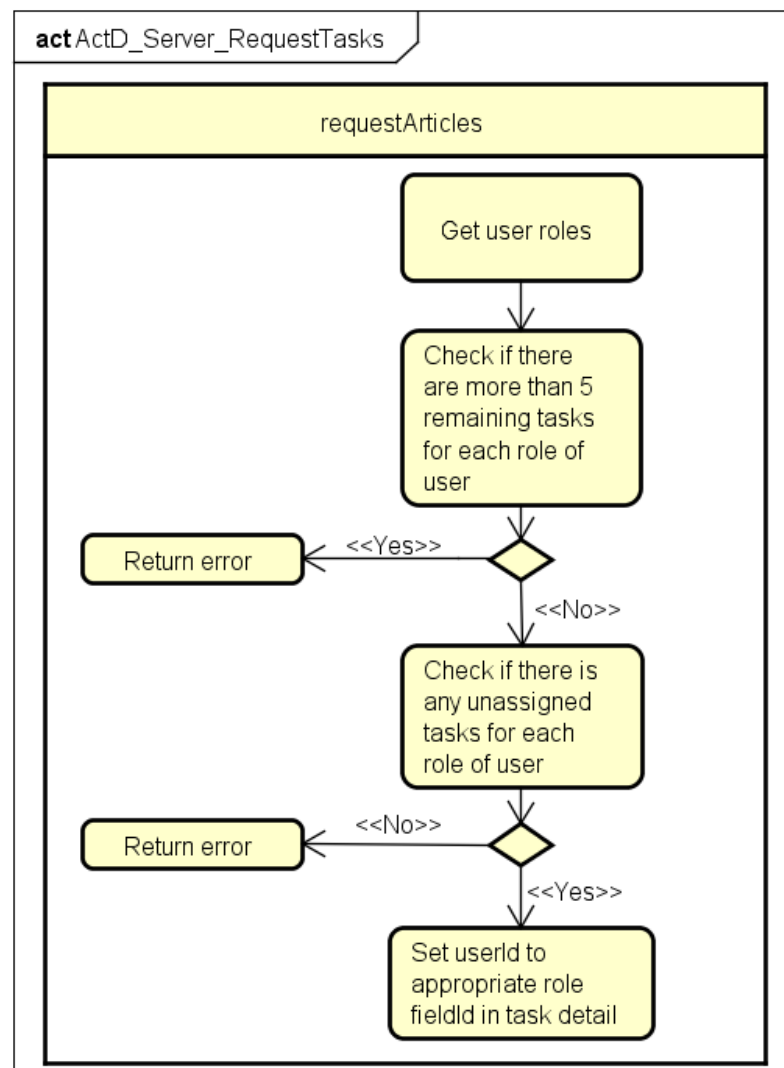 act ActD_Server_RequestTasks
requestArticles
Get user roles
Check if there
are more than 5
remaining tasks
for each role of
user
<<Yes>>
Return error
<<No>>
Check if there is
any unassigned
tasks for each
role of user
<<No>>
Return error
<<Yes>>
Set userId to
appropriate role
fieldId in task detail